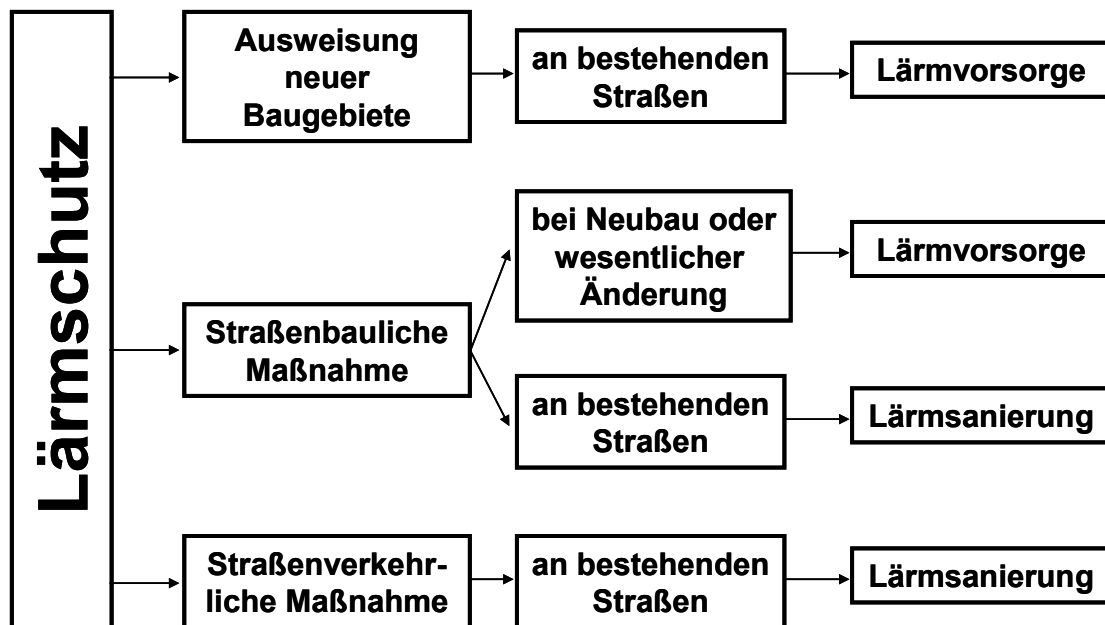 Lärmschutz
Ausweisung
neuer
Baugebiete
an bestehenden
Straßen
Lärmvorsorge
Straßenbauliche
Maßnahme
bei Neubau oder
wesentlicher
Änderung
Lärmvorsorge
an bestehenden
Straßen
Lärmsanierung
Straßenverkehr-
liche Maßnahme
an bestehenden
Straßen
Lärmsanierung